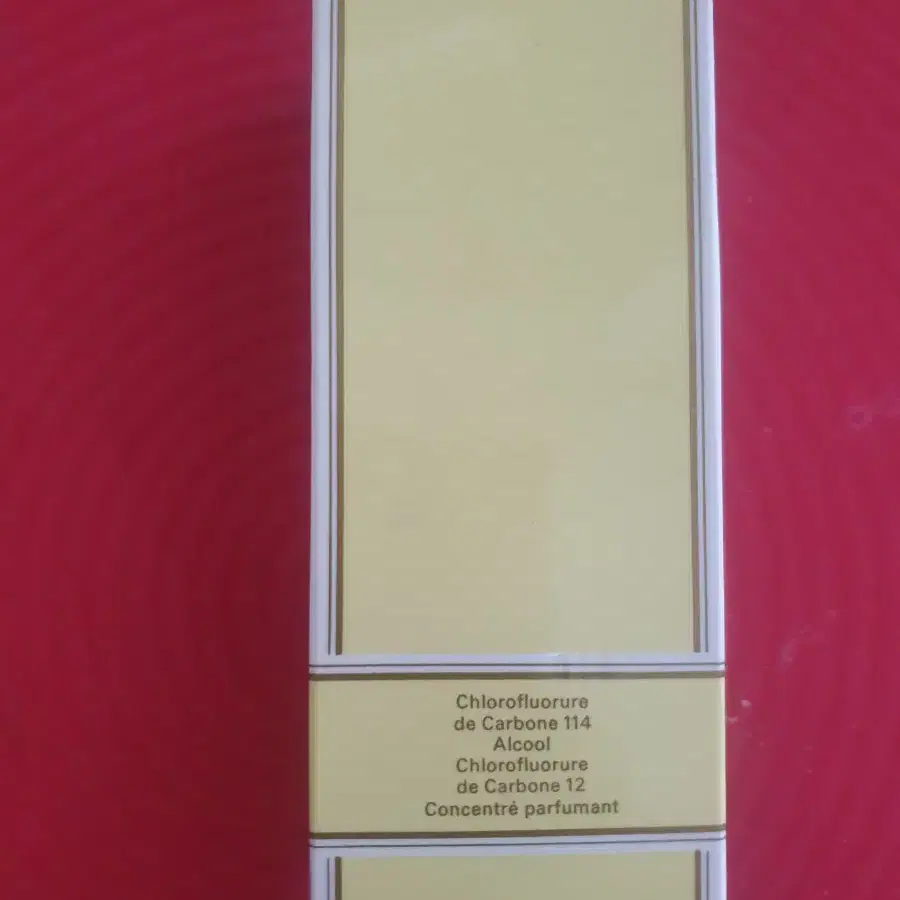 Chlorofluorure
de Carbone 114
Alcool
Chlorofluorure
de Carbone 12
Concentré parfumant